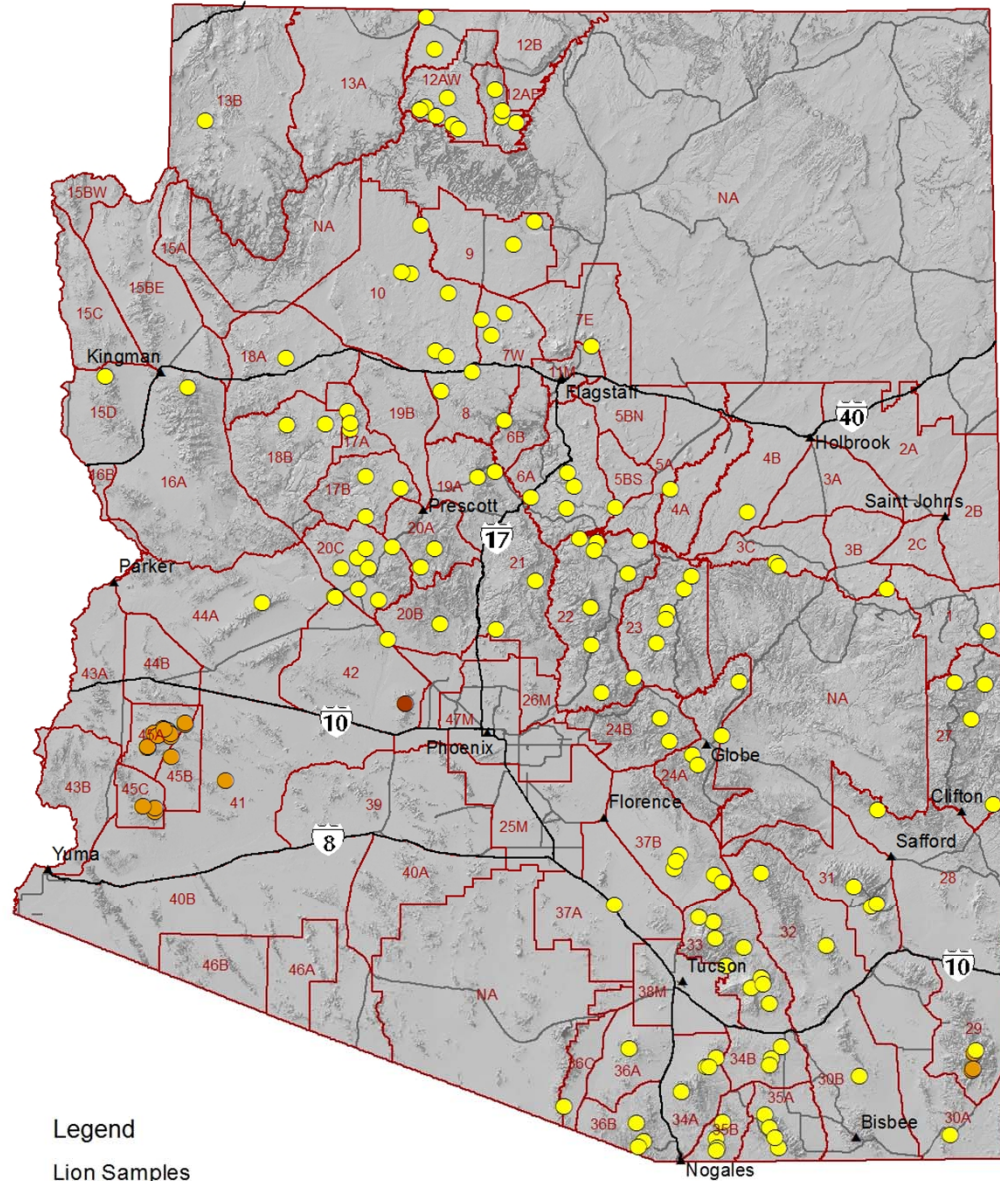 12B
13A
12AW
12AE
13B
15BW
NA
NA
15A
9
15BE
10
15C
7E
Kingman
18A
7W
11M
Flagstaff
15D
40
19B
8
5BN
Holbrook
17A
6B
2A
18B
4B
5A
16B
16A
6A
5BS
3A
17B
19A
Saint Johns
4A
2B
Prescott
20A
17
3C
3B
2C
20C
21
Parker
44A
20B
22
23
1
44B
43A
42
26M
NA
10
47M
24B
27
45A
Phoenix
Globe
45B
24A
43B
45C
41
39
Florence
Clifton
25M
8
37B
Safford
Yuma
40A
31
28
40B
37A
32
33
46B
46A
Tucson
10
NA
38M
29
36C
36A
34B
30B
35A
36B
34A
35B
Bisbee
30A
Nogales
Legend
Lion Samples